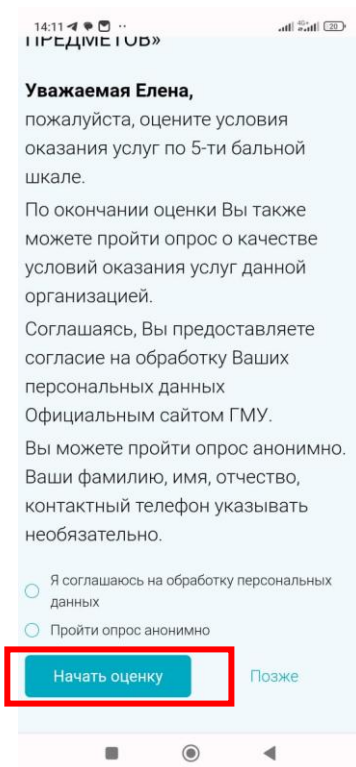 14:11
4G+
20
ПРЕДМЕТОВ»
Уважаемая Елена,
пожалуйста, оцените условия
оказания услуг по 5-ти бальной
шкале.
По окончании оценки Вы также
можете пройти опрос о качестве
условий оказания услуг данной
организацией.
Соглашаясь, Вы предоставляете
согласие на обработку Ваших
персональных данных
Официальным сайтом ГМУ.
Вы можете пройти опрос анонимно.
Ваши фамилию, имя, отчество,
контактный телефон указывать
необязательно.
Я соглашаюсь на обработку персональных
данных
Пройти опрос анонимно
Начать оценку
Позже